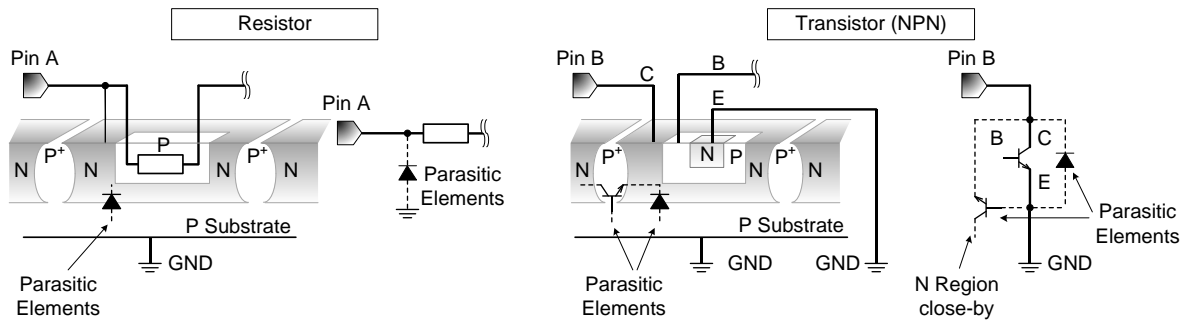 Resistor
Transistor (NPN)
Pin A
Pin B
C
B
E
Pin B
Pin A
N
P+
N
P
N
P+
N
Parasitic
Elements
N
P+
N
N
P
P+
N
B
C
E
P Substrate
GND
Parasitic
Elements
P Substrate
GND
GND
Parasitic
Elements
Parasitic
Elements
GND
N Region
close-by